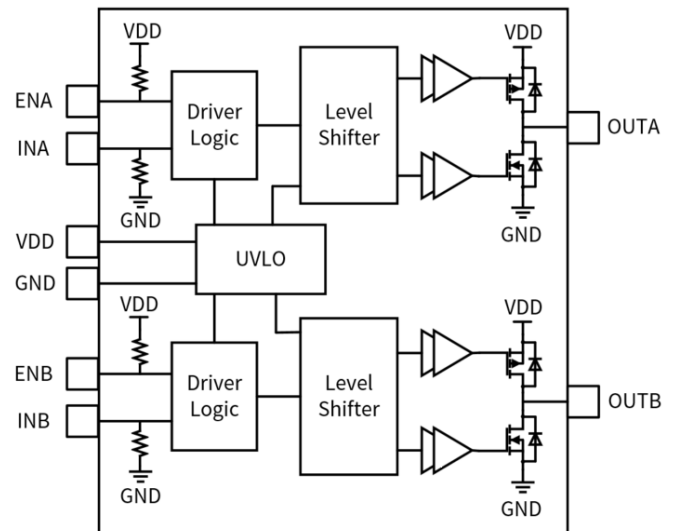 VDD
VDD
ENA
Driver
Logic
Level
Shifter
INA
OUTA
GND
GND
VDD
UVLO
GND
VDD
VDD
ENB
Driver
Logic
Level
Shifter
INB
OUTB
GND
GND